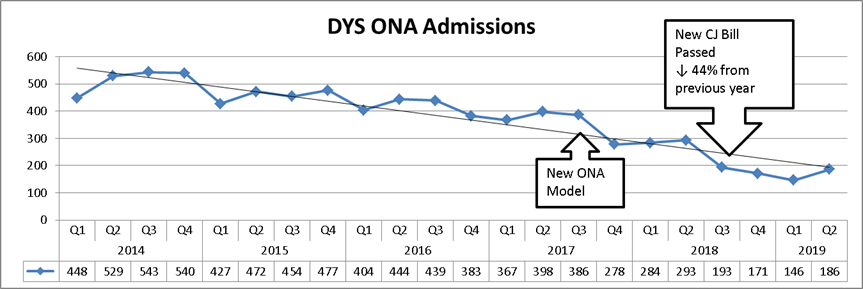 DYS ONA Admissions
New CJ Bill
Passed
↓ 44% from
previous year
600
500
400
300
200
100
0
New ONA
Model
Q1 Q2 Q3 Q4 Q1 Q2 Q3 Q4 Q1 Q2 Q3 Q4 Q1 Q2 Q3 Q4 Q1 Q2 Q3 Q4 Q1 Q2
2014 2015 2016 2017 2018 2019
448 529 543 540 427 472 454 477 404 444 439 383 367 398 386 278 284 293 193 171 146 186